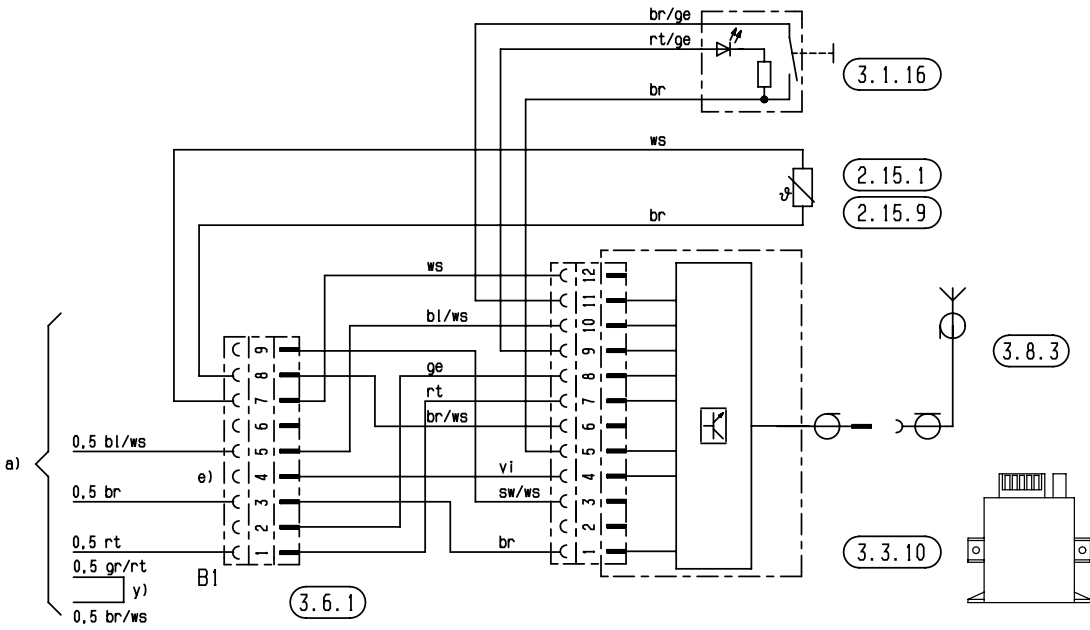 br/ge
rt/ge
3.1.16
br
ws
2.15.1
ϑ
2.15.9
br
ws
12
11
bl/ws
10
9
9
3.8.3
ge
8
8
rt
7
7
br/ws
6
6
0,5 bl/ws
5
5
a)
e)
4
vi
4
0,5 br
3
sw/ws
3
2
2
0,5 rt
1
br
1
3.3.10
0,5 gr/rt
B1
y)
3.6.1
0,5 br/ws